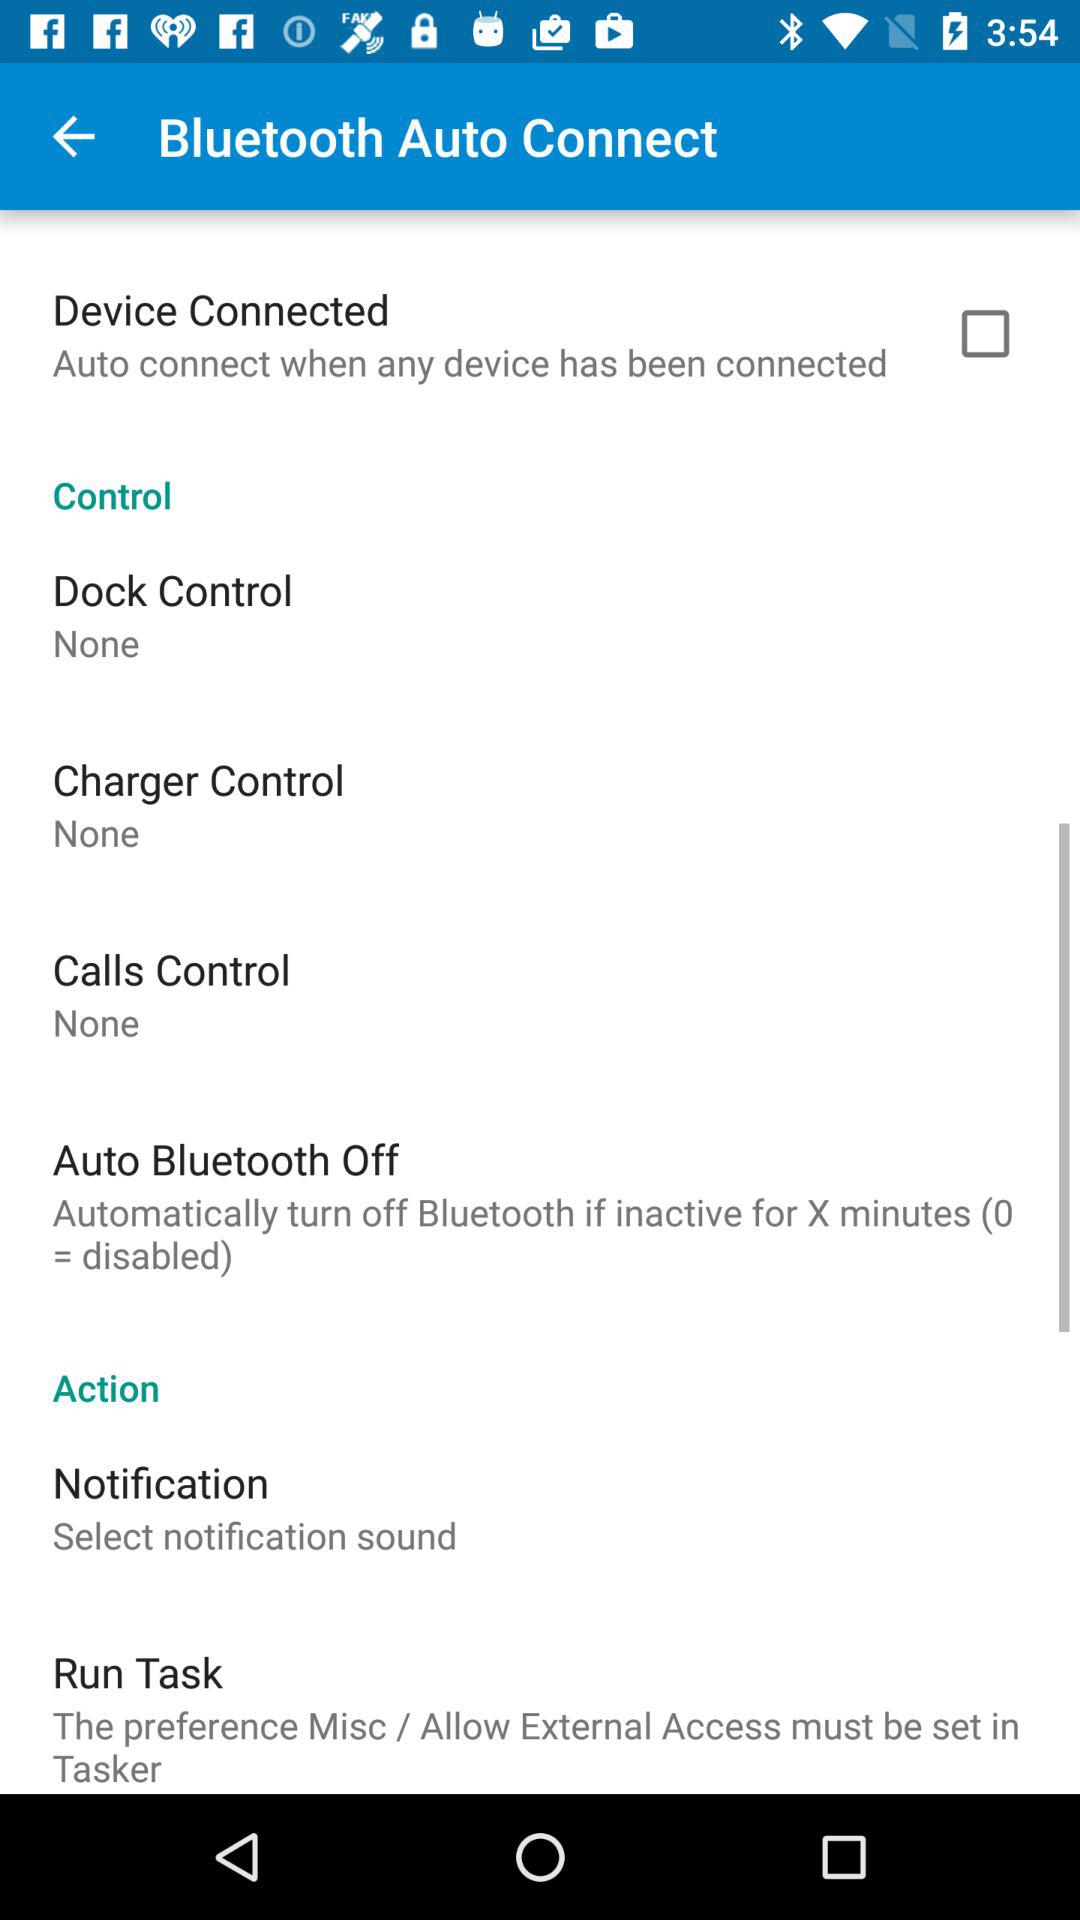 FAKE
3:54
Bluetooth Auto Connect
Device Connected
Auto connect when any device has been connected
Control
Dock Control
None
Charger Control
None
Calls Control
None
Auto Bluetooth Off
Automatically turn off Bluetooth if inactive for X minutes (0
= disabled)
Action
Notification
Select notification sound
Run Task
The preference Misc / Allow External Access must be set in
Tasker